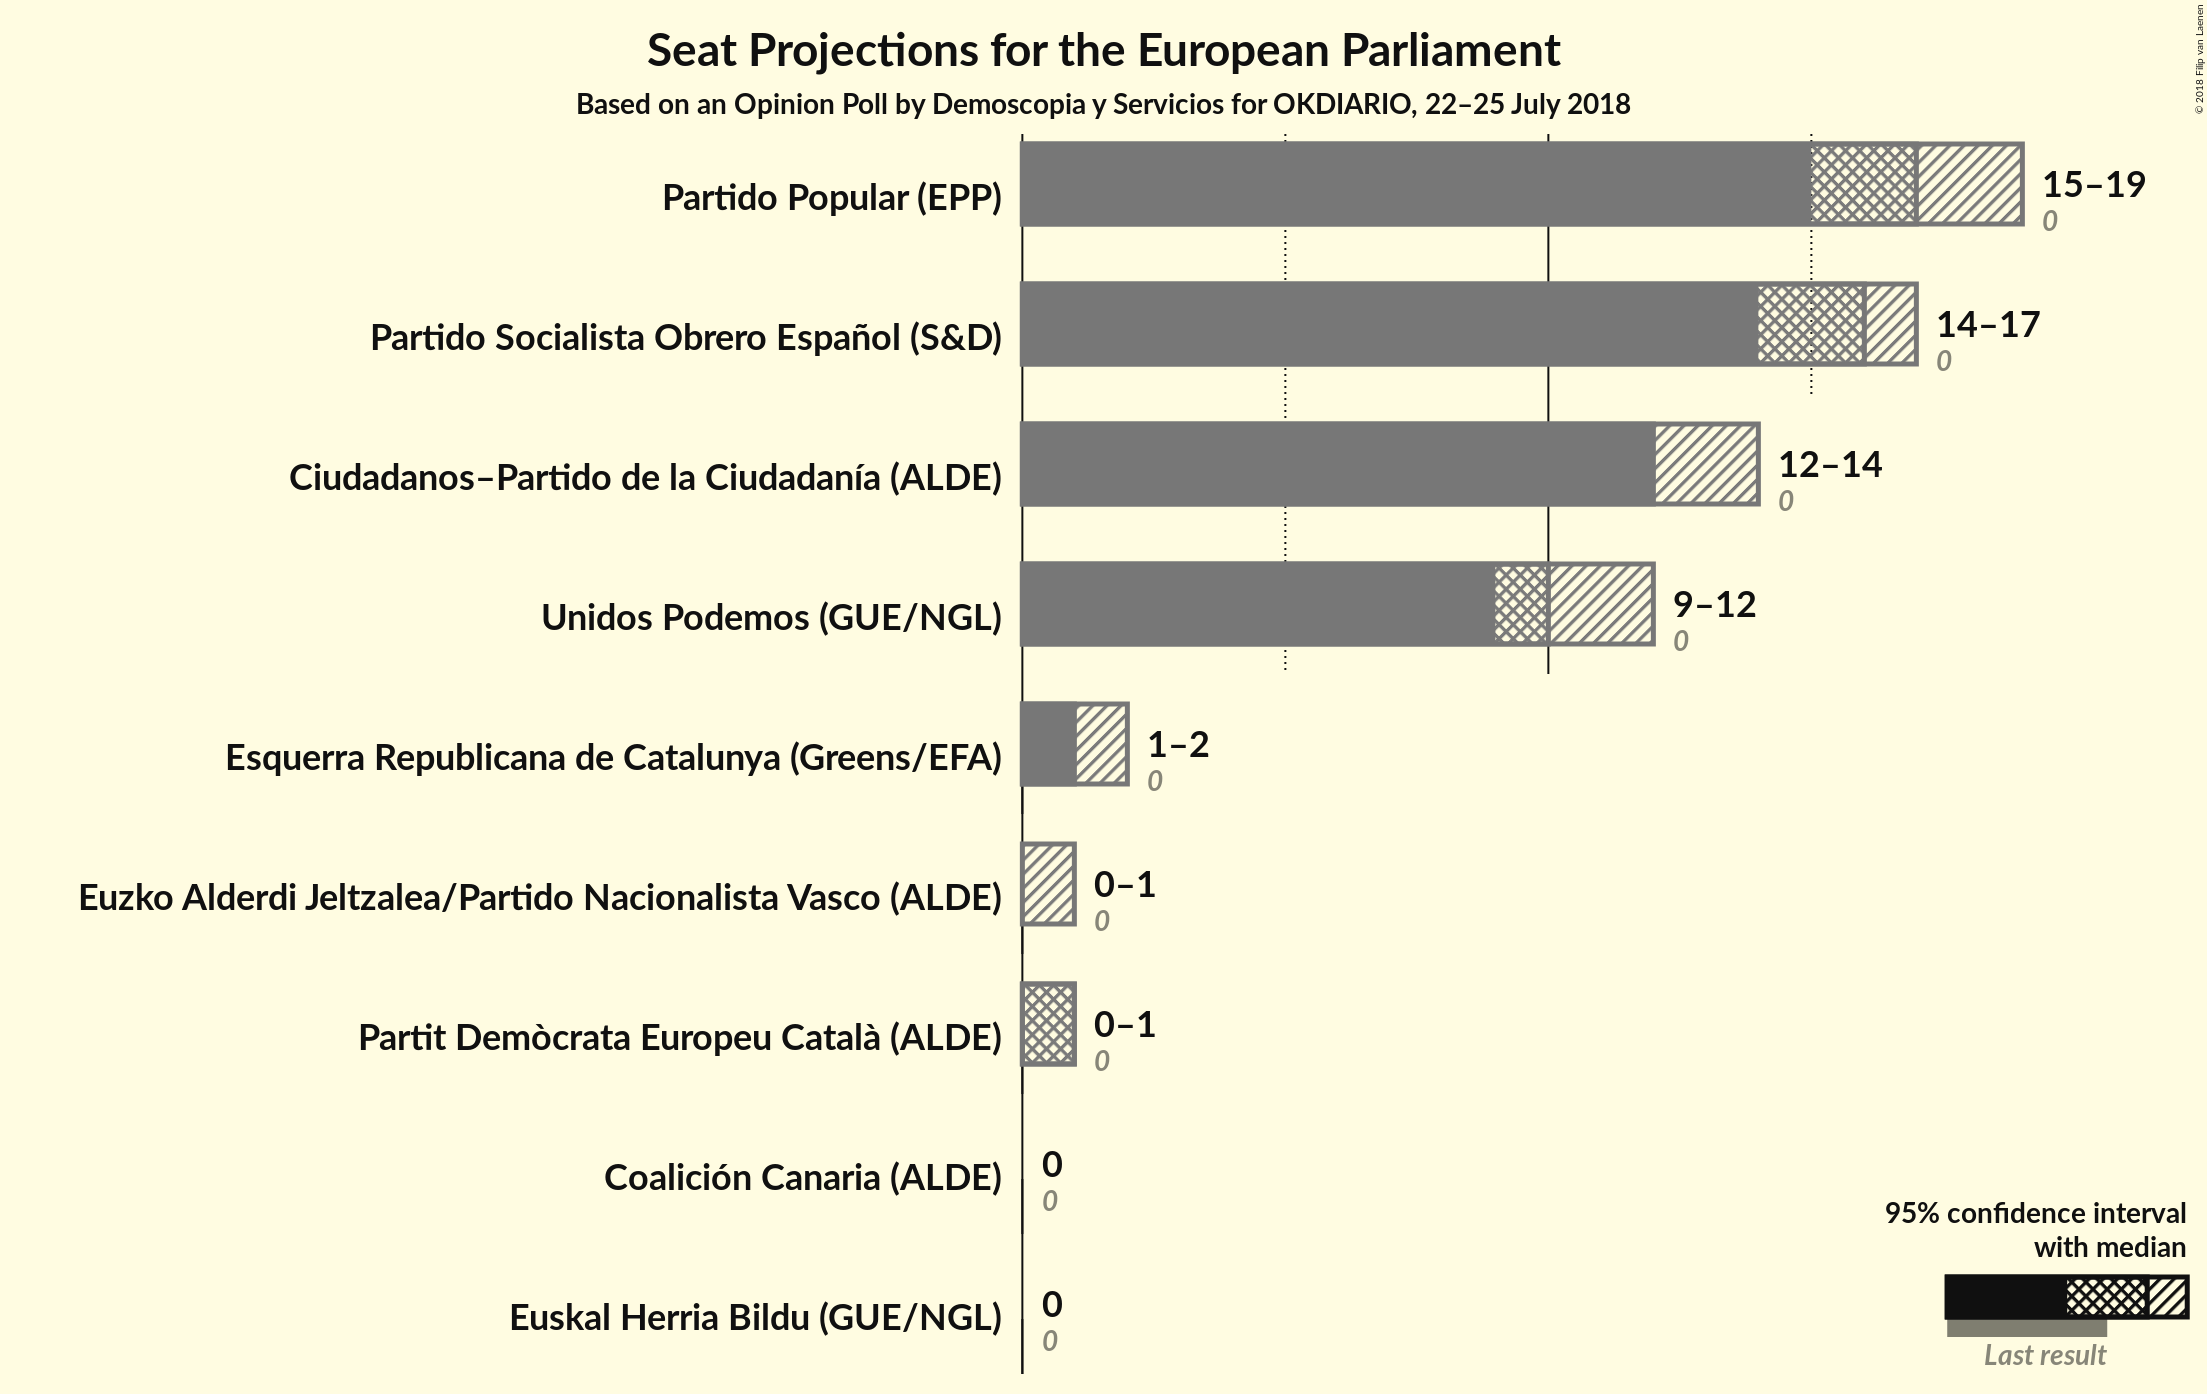 Seat Projections for the European Parliament
Based on an Opinion Poll by Demoscopia y Servicios for OKDIARIO, 22–25 July 2018
© 2018 Filip van Laenen
Partido Popular (EPP)
15–19
0
Partido Socialista Obrero Español (S&D)
14–17
0
Ciudadanos–Partido de la Ciudadanía (ALDE)
12–14
0
Unidos Podemos (GUE/NGL)
9–12
0
Esquerra Republicana de Catalunya (Greens/EFA)
1–2
0
Euzko Alderdi Jeltzalea/Partido Nacionalista Vasco (ALDE)
0–1
0
Partit Demòcrata Europeu Català (ALDE)
0–1
0
Coalición Canaria (ALDE)
0
0
Euskal Herria Bildu (GUE/NGL)
0
0
95% confidence interval
with median
Last result